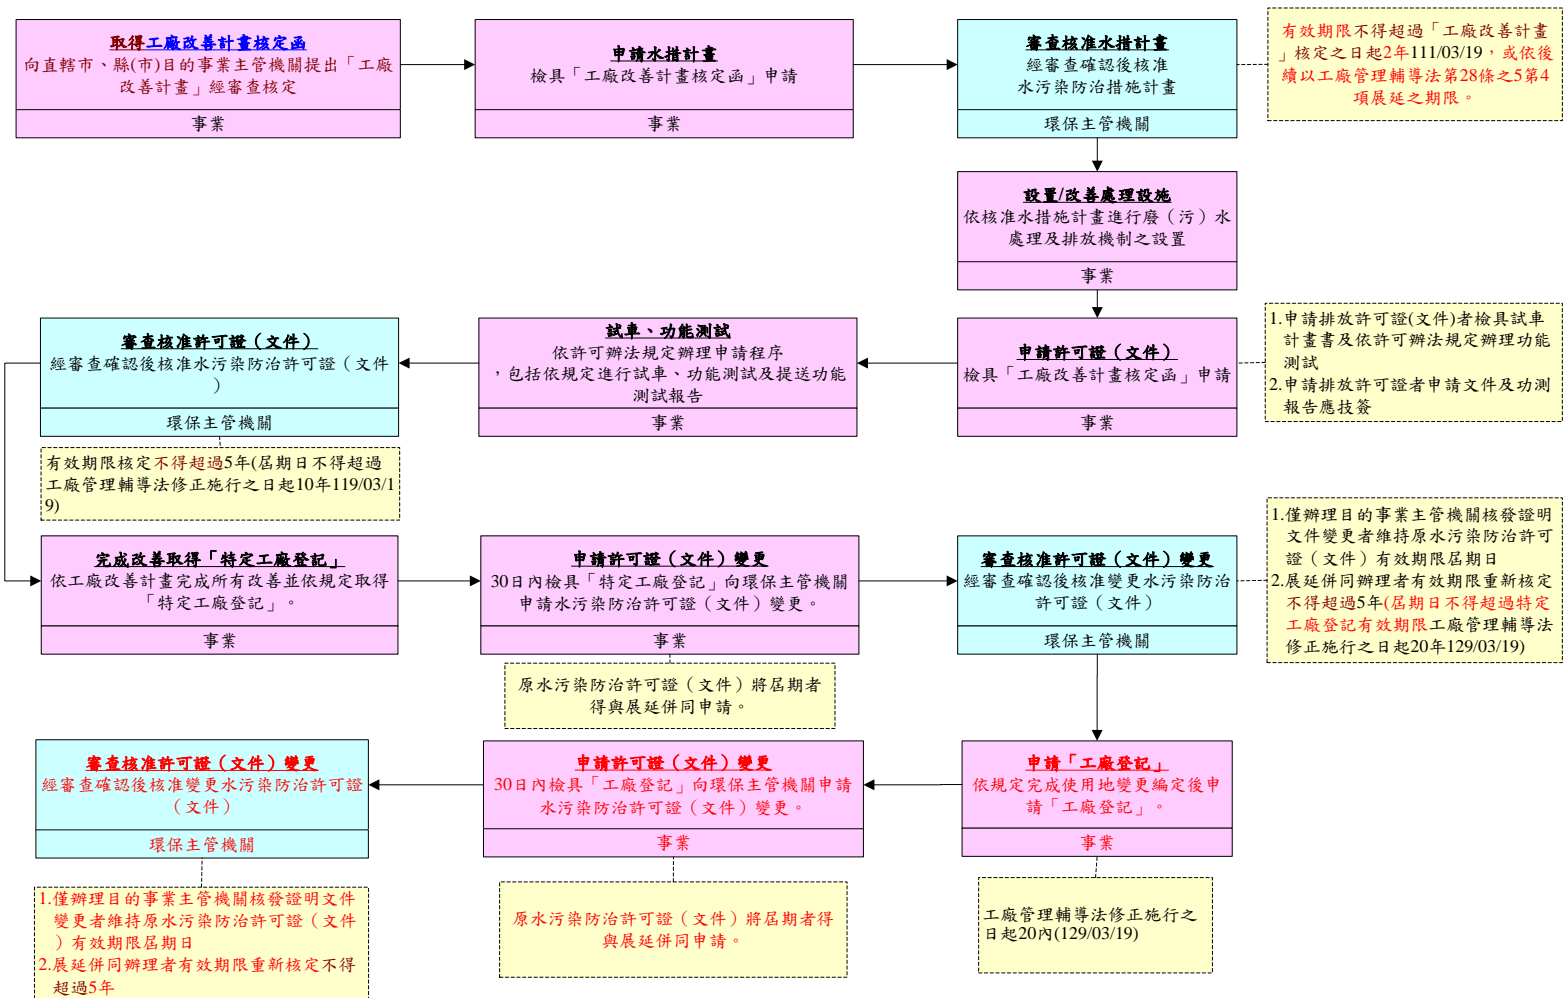 取得工廠改善計畫核定函
向直轄市、縣(市)目的事業主管機關提出「工廠
改善計畫」經審查核定
事業
申請水措計畫
檢具「工廠改善計畫核定函」申請
事業
審查核准水措計畫
經審查確認後核准
水污染防治措施計畫
環保主管機關
有效期限不得超過「工廠改善計畫
」核定之日起2年111/03/19，或依後
續以工廠管理輔導法第28條之5第4
項展延之期限。
設置/改善處理設施
依核准水措施計畫進行廢（污）水
處理及排放機制之設置
事業
審查核准許可證（文件）
經審查確認後核准水污染防治許可證（文件
）
環保主管機關
試車、功能測試
依許可辦法規定辦理申請程序
，包括依規定進行試車、功能測試及提送功能
測試報告
事業
申請許可證（文件）
檢具「工廠改善計畫核定函」申請
事業
1.申請排放許可證(文件)者檢具試車
計畫書及依許可辦法規定辦理功能
測試
2.申請排放許可證者申請文件及功測
報告應技簽
有效期限核定不得超過5年(屆期日不得超過
工廠管理輔導法修正施行之日起10年119/03/1
9)
完成改善取得「特定工廠登記」
依工廠改善計畫完成所有改善並依規定取得
「特定工廠登記」。
事業
申請許可證（文件）變更
30日內檢具「特定工廠登記」向環保主管機關
申請水污染防治許可證（文件）變更。
事業
審查核准許可證（文件）變更
經審查確認後核准變更水污染防治
許可證（文件）
環保主管機關
1.僅辦理目的事業主管機關核發證明
文件變更者維持原水污染防治許可
證（文件）有效期限屆期日
2.展延併同辦理者有效期限重新核定
不得超過5年(屆期日不得超過特定
工廠登記有效期限工廠管理輔導法
修正施行之日起20年129/03/19)
原水污染防治許可證（文件）將屆期者
得與展延併同申請。
審查核准許可證（文件）變更
經審查確認後核准變更水污染防治許可證
（文件）
環保主管機關
申請許可證（文件）變更
30日內檢具「工廠登記」向環保主管機關申請
水污染防治許可證（文件）變更。
事業
申請「工廠登記」
依規定完成使用地變更編定後申
請「工廠登記」。
事業
1.僅辦理目的事業主管機關核發證明文件
變更者維持原水污染防治許可證（文件
）有效期限屆期日
2.展延併同辦理者有效期限重新核定不得
超過5年
原水污染防治許可證（文件）將屆期者得
與展延併同申請。
工廠管理輔導法修正施行之
日起20內(129/03/19)